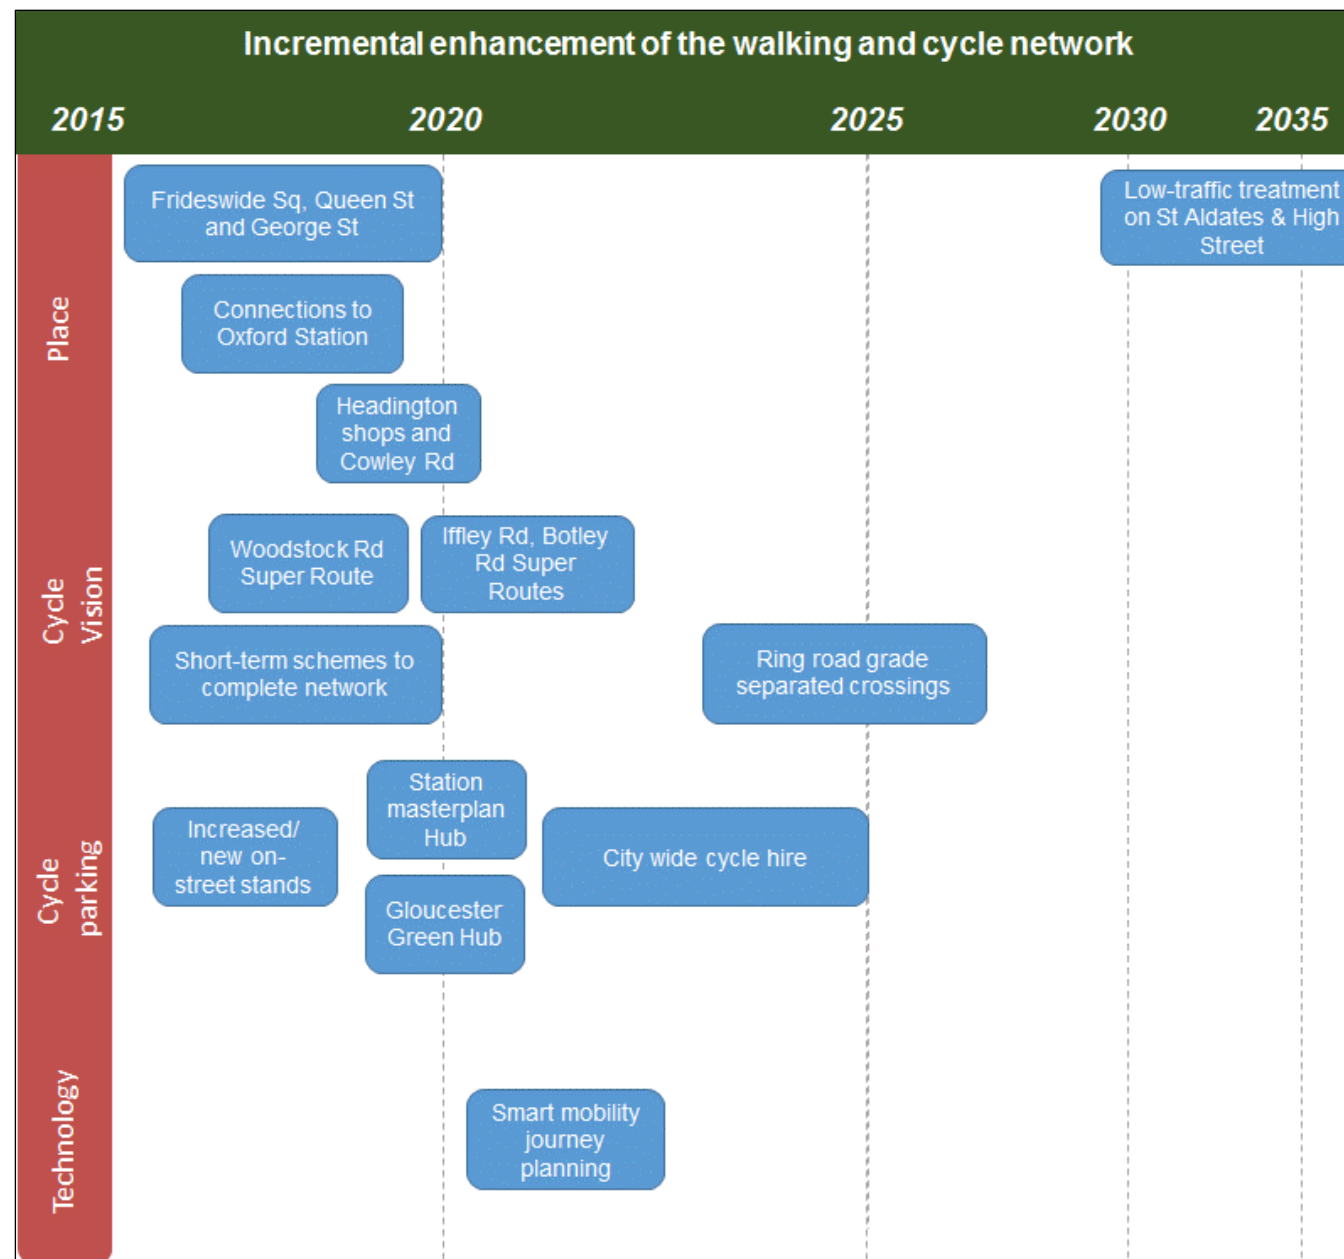 Incremental enhancement of the walking and cycle network
2015 2020 2025 2030 2035
Place
Frideswide Sq, Queen St
and George St
Low-traffic treatment
on St Aldates & High
Street
Connections to
Oxford Station
Headington
shops and
Cowley Rd
Cycle
Vision
Woodstock Rd
Super Route
Iffley Rd, Botley
Rd Super
Routes
Short-term schemes to
complete network
Ring road grade
separated crossings
Cycle
parking
Increased/
new on-
street stands
Station
masterplan
Hub
Gloucester
Green Hub
City wide cycle hire
Technology
Smart mobility
journey
planning